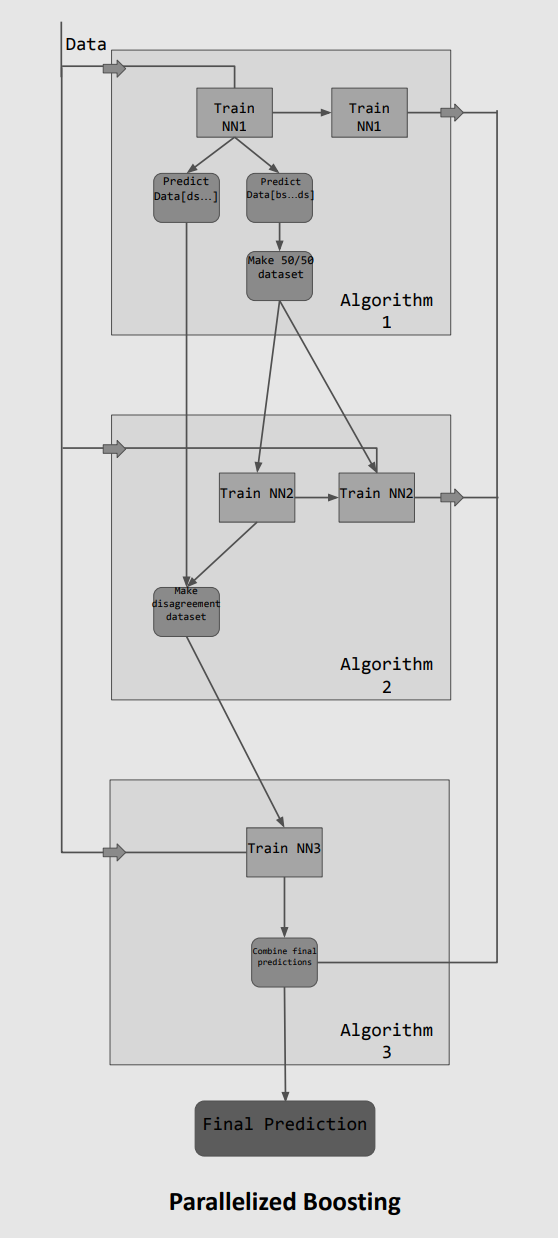 Data
Train
NN1
Train
NN1
Predict
Data[ds...]
Predict
Data[bs...ds]
Make 50/50
dataset
Algorithm
1
Train NN2
Train NN2
Make
disagreement
dataset
Algorithm
2
Train NN3
Combine final
predictions
Algorithm
3
Final Prediction
Parallelized Boosting